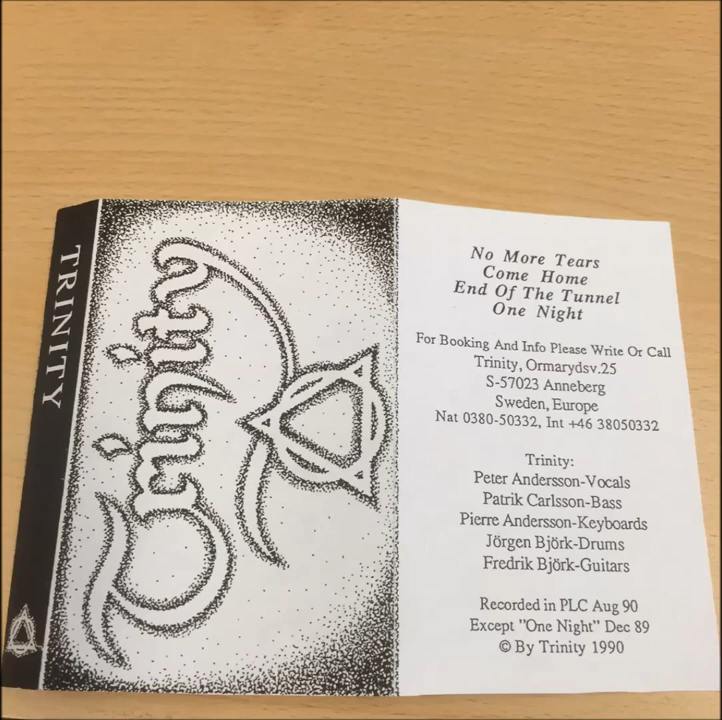 TRINITY
Trinity
No More Tears
Come Home
End Of The Tunnel
One Night
For Booking And Info Please Write Or Call
Trinity, Ormarydsv.25
S-57023 Anneberg
Sweden, Europe
Nat 0380-50332, Int +46 38050332
Trinity:
Peter Andersson-Vocals
Patrik Carlsson-Bass
Pierre Andersson-Keyboards
Jörgen Björk-Drums
Fredrik Björk-Guitars
Recorded in PLC Aug 90
Except "One Night" Dec 89
© By Trinity 1990